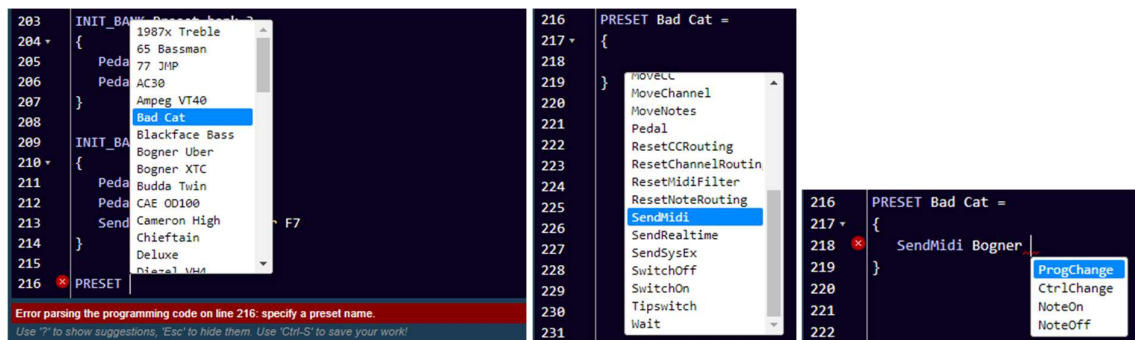 203 INIT_BANK Preset bank 2
204 {
205 Peda
206 Peda
207 }
208
209 INIT_BA
210 {
211 Peda
212 Peda
213 Send F7
214 }
215
216 PRESET
1987x Treble
65 Bassman
77 JMP
AC30
Ampeg VT40
Bad Cat
Blackface Bass
Bogner Uber
Bogner XTC
Budda Twin
CAE OD100
Cameron High
Chieftain
Deluxe
Diezel VH4
Error parsing the programming code on line 216: specify a preset name.
Use '?' to show suggestions, 'Esc' to hide them. Use 'Ctrl-S' to save your work!
216 PRESET Bad Cat =
217 {
218
219 }
220
221
222
223
224
225
226
227
228
229
230
231
MoveCC
MoveChannel
MoveNotes
Pedal
ResetCCRouting
ResetChannelRoutin
ResetMidiFilter
ResetNoteRouting
SendMidi
SendRealtime
SendSysEx
SwitchOff
SwitchOn
Tipswitch
Wait
216 PRESET Bad Cat =
217 {
218 SendMidi Bogner
219 }
220
221
222
ProgChange
CtrlChange
NoteOn
NoteOff